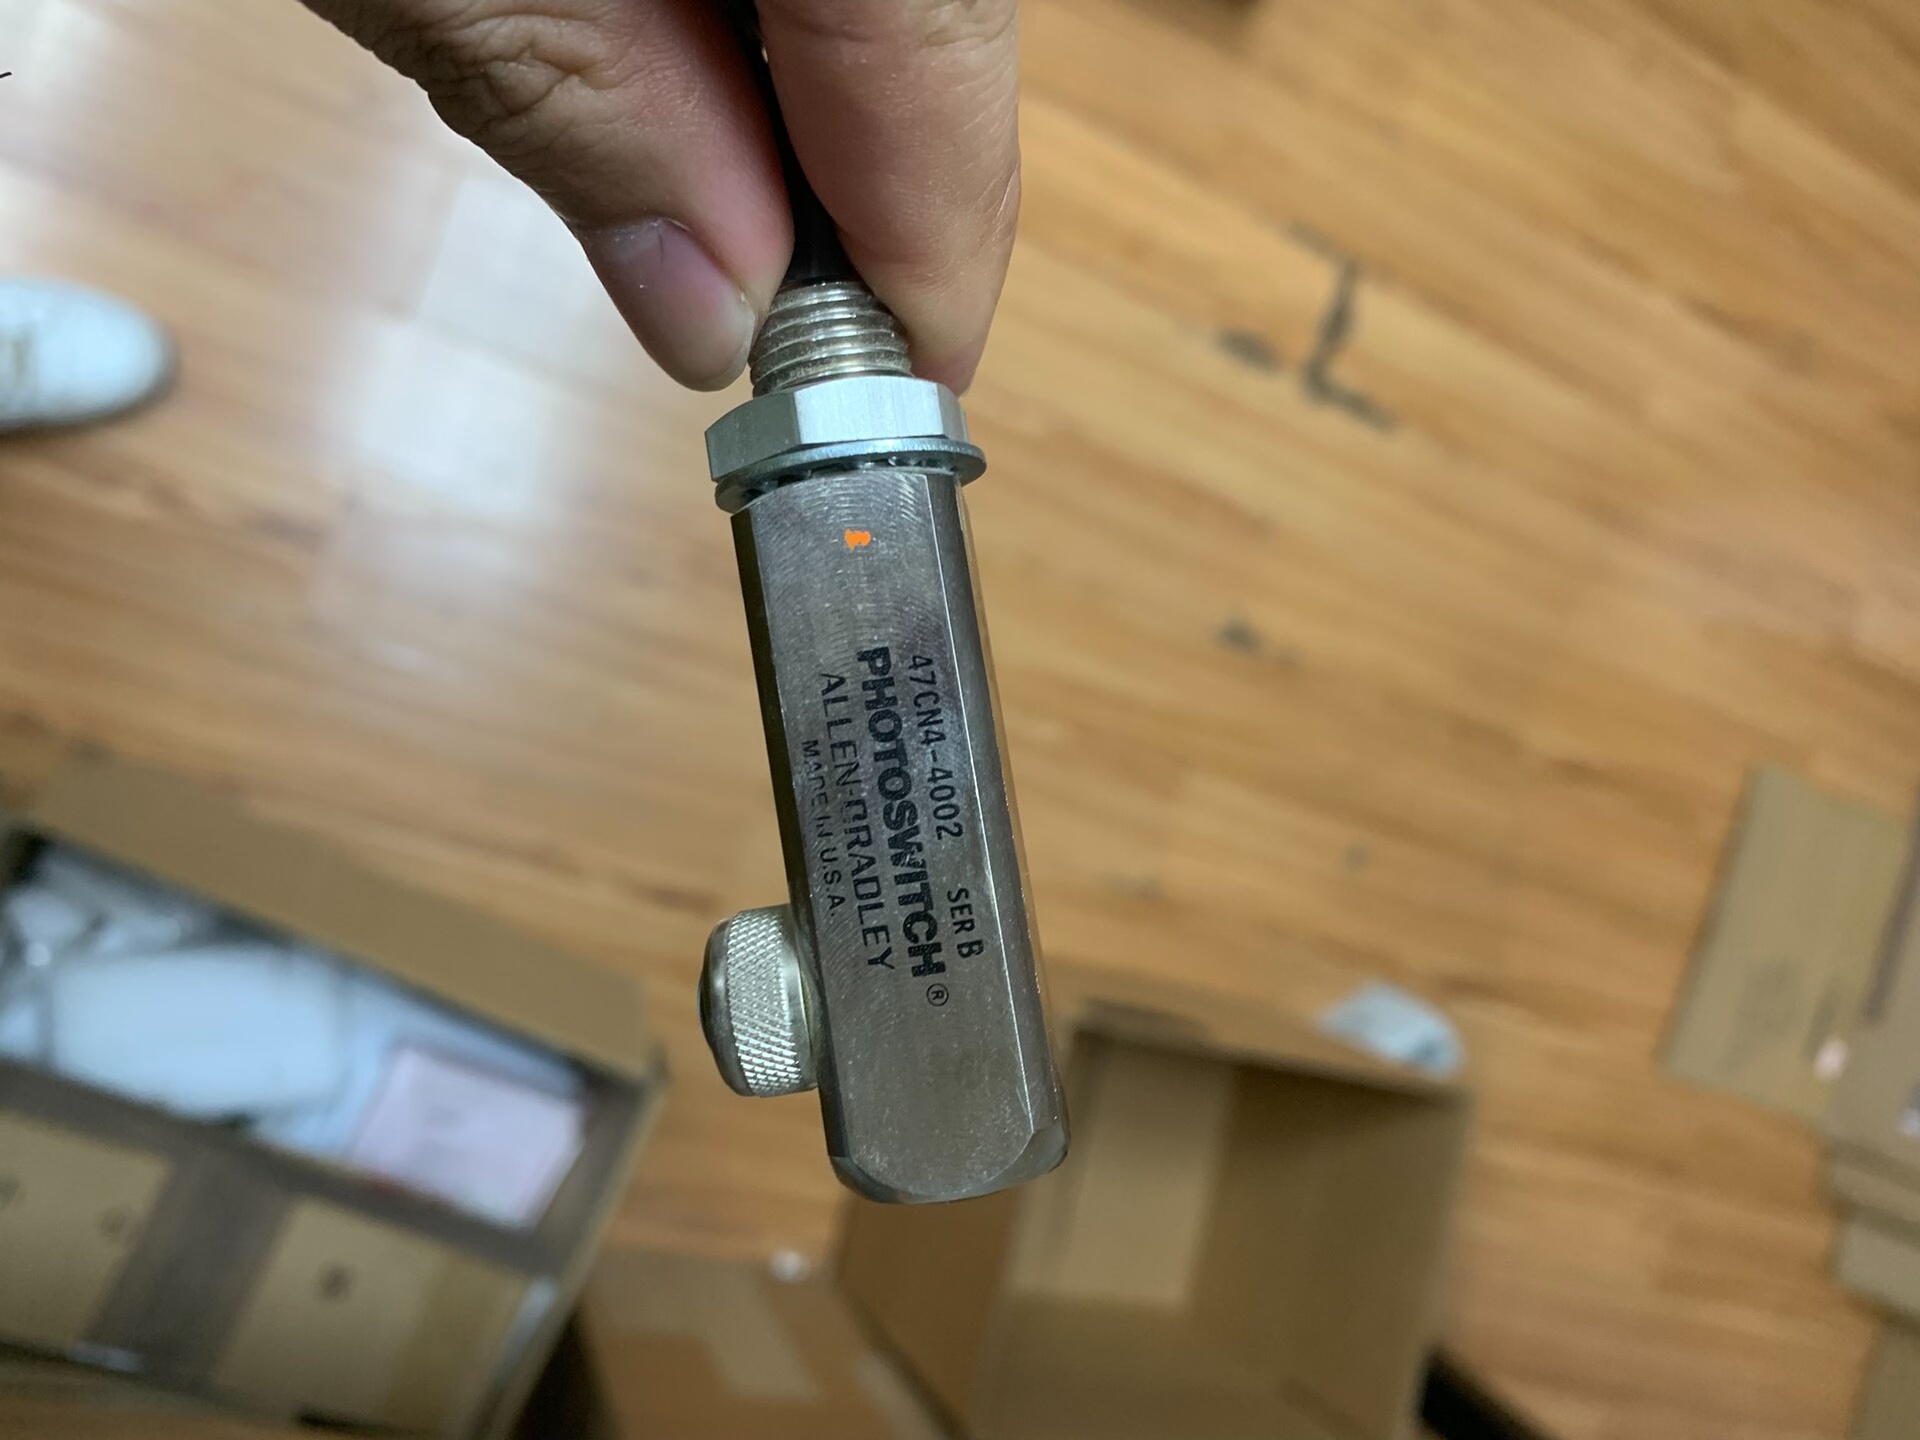 47CN4-4002 SER B
PHOTOSWITCH®
ALLEN-BRADLEY
MADE IN U.S.A.